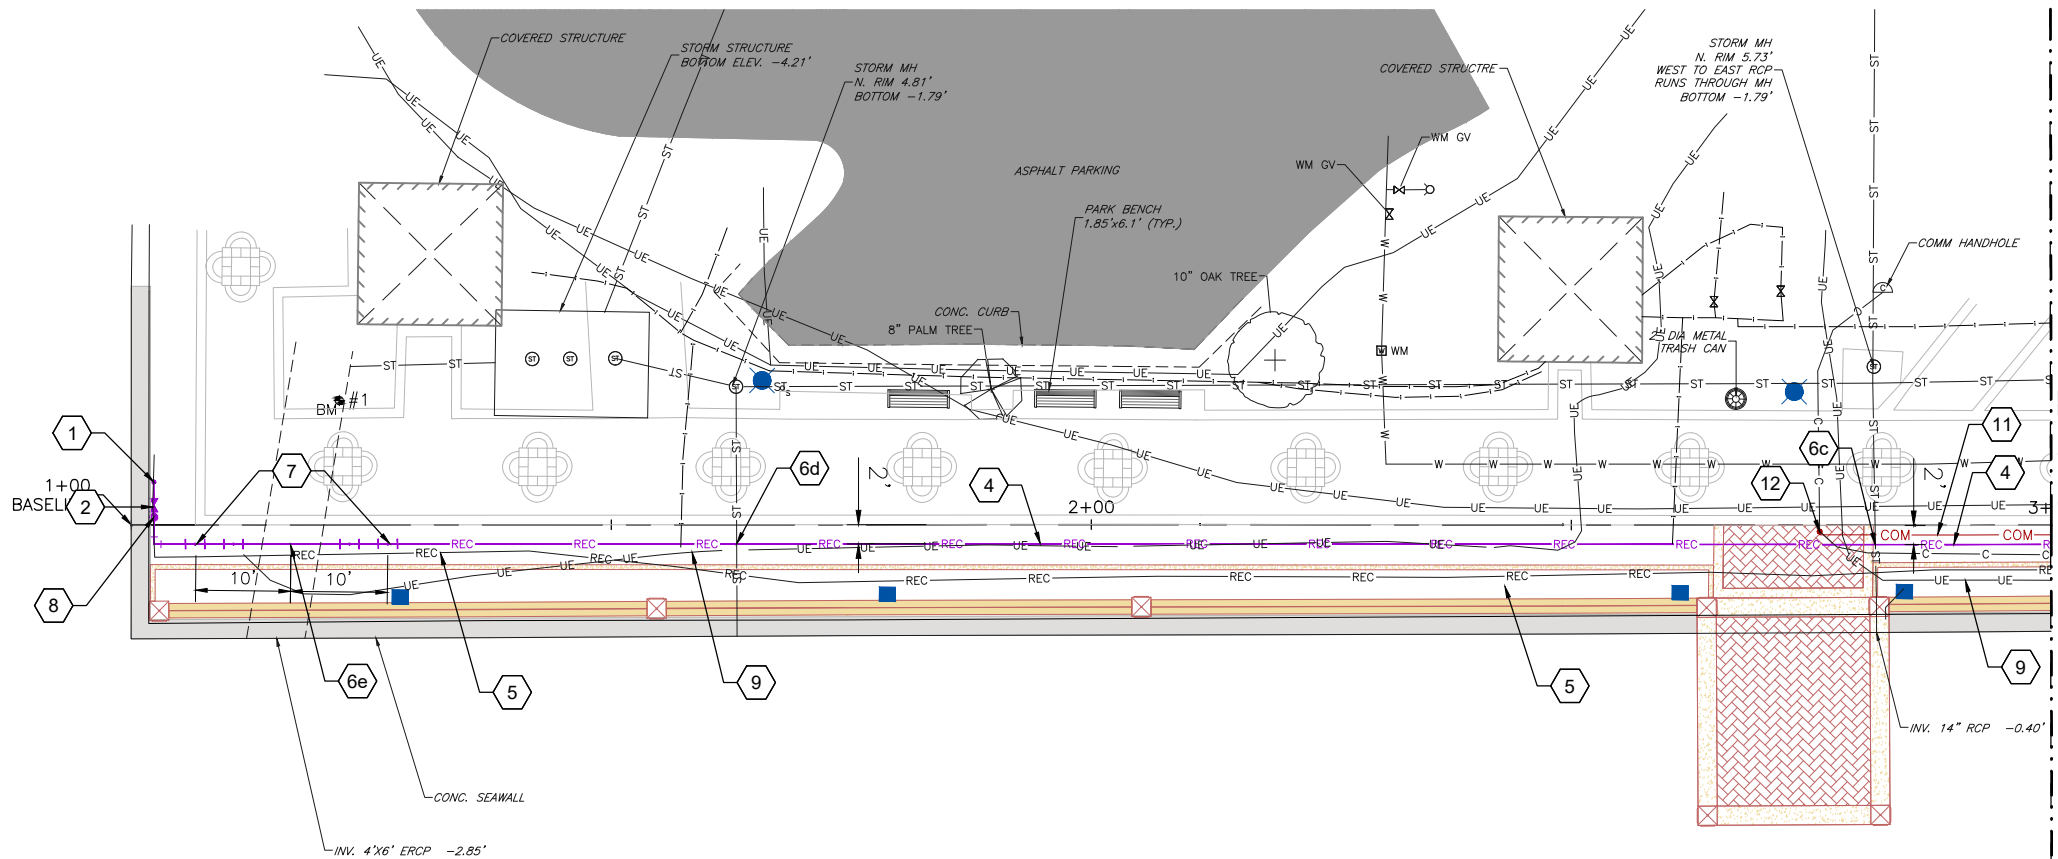 COVERED STRUCTURE
STORM STRUCTURE
BOTTOM ELEV. -4.21'
STORM MH
N. RIM 4.81'
BOTTOM -1.79'
COVERED STRUCTRE
STORM MH
N. RIM 5.73'
WEST TO EAST RCP
RUNS THROUGH MH
BOTTOM -1.79'
WM GV
WM GV
ASPHALT PARKING
PARK BENCH
1.85'x6.1' (TYP.)
COMM HANDHOLE
10" OAK TREE
CONC. CURB
8" PALM TREE
WM
DIA METAL
TRASH CAN
BM #1
1
7
6d
2'
4
6c
11
2'
4
12
1+00
BASEL
2
2+00
3+
UE
ST
W
C
REC
COM
10'
10'
8
6e
5
9
5
9
INV. 14" RCP -0.40'
CONC. SEAWALL
INV. 4'X6' ERCP -2.85'